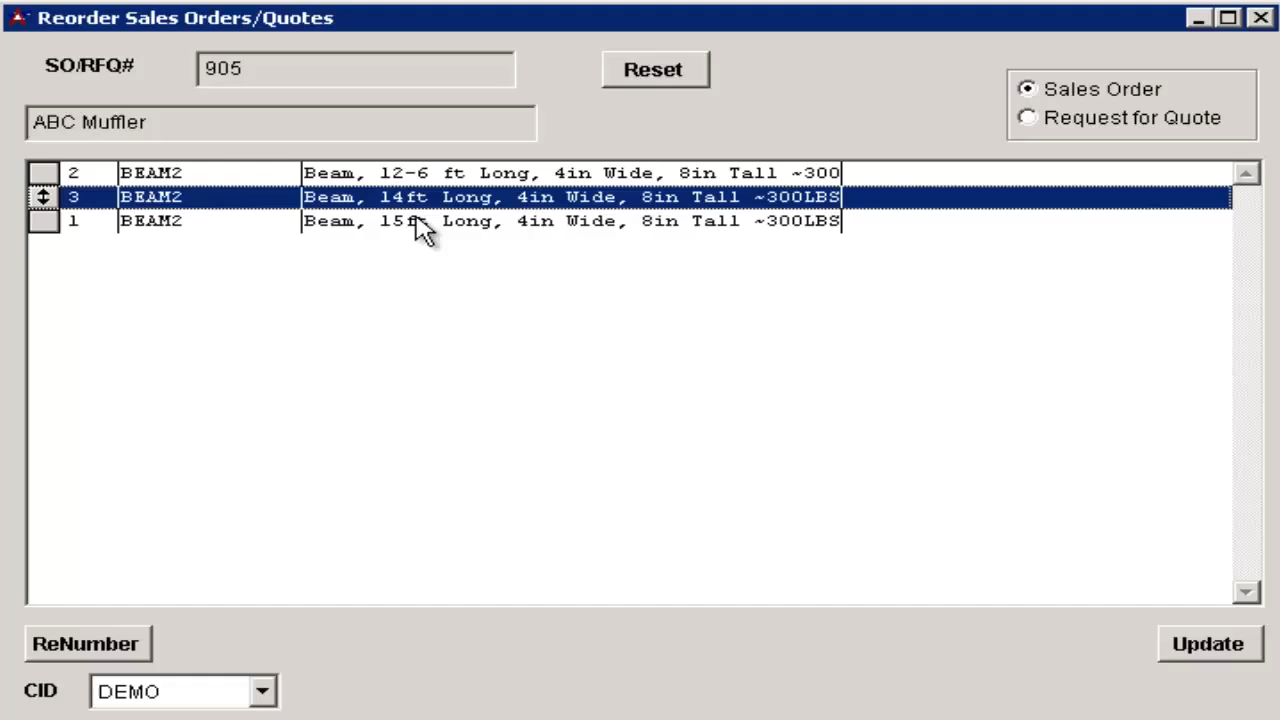 Reorder Sales Orders/Quotes
SO/RFQ# 905 Reset
Sales Order
Request for Quote
ABC Muffler
2 BEAM2 Beam, 12-6 ft Long, 4in Wide, 8in Tall ~300
3 BEAM2 Beam, 14ft Long, 4in Wide, 8in Tall ~300LBS
1 BEAM2 Beam, 15ft Long, 4in Wide, 8in Tall ~300LBS
ReNumber Update
CID DEMO